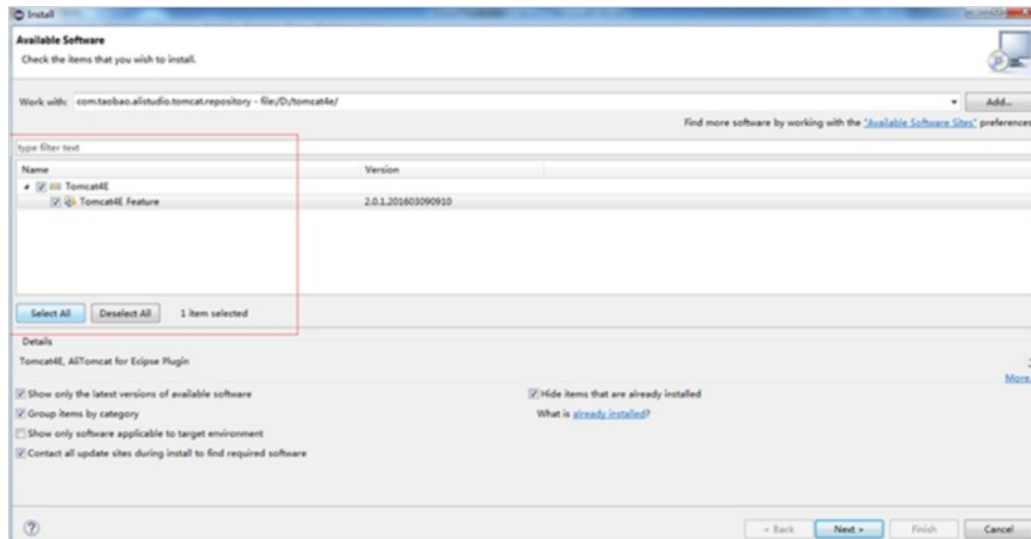 Install
Available Software
Check the items that you wish to install.
Work with: com.taobao.alistudio.tomcat.repository - file:/D:/tomcat4e/ Add...
Find more software by working with the "Available Software Sites" preferences
type filter text
Name Version
Tomcat4E
Tomcat4E Feature 2.0.1.201603090910
Select All Deselect All 1 item selected
Details
Tomcat4E, AliTomcat for Ecipse Plugin
More.
Show only the latest versions of available software Hide items that are already installed
Group items by category What is already installed?
Show only software applicable to target environment
Contact all update sites during install to find required software
? < Back Next > Finish Cancel